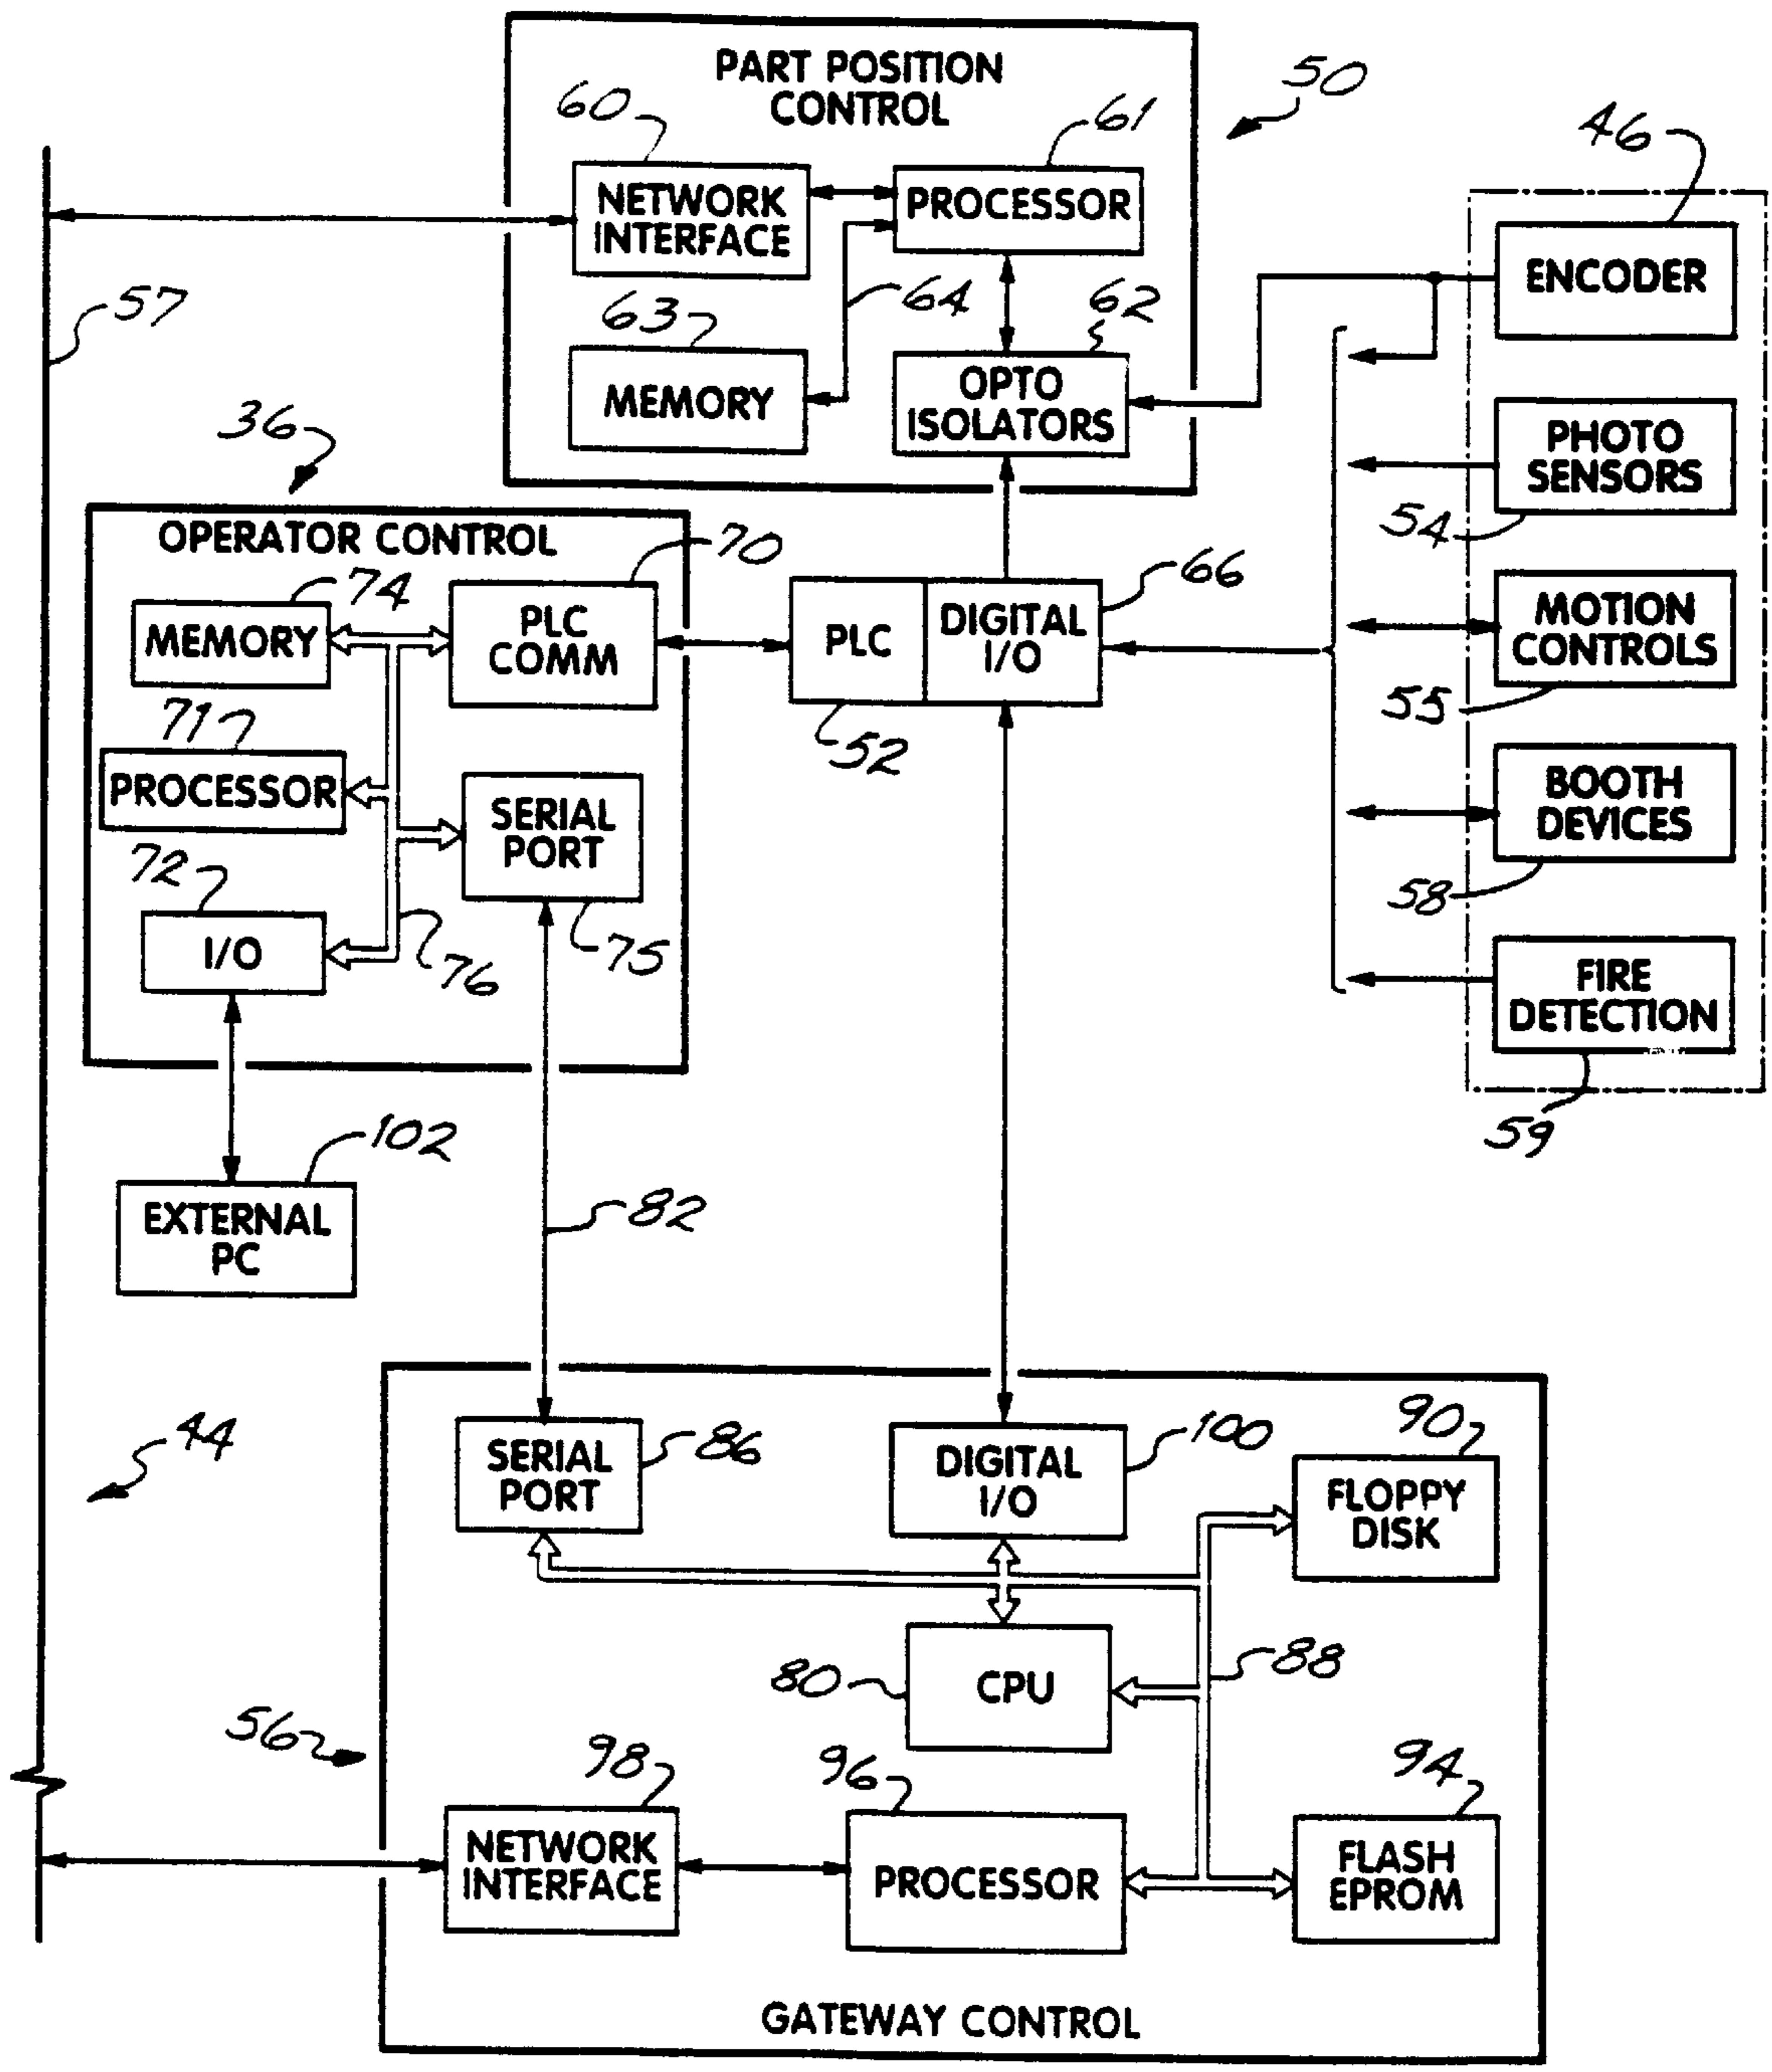 PART POSITION
CONTROL
50
60
61
46
NETWORK
INTERFACE
PROCESSOR
ENCODER
57
64
62
63
MEMORY
OPTO
ISOLATORS
PHOTO
SENSORS
54
36
OPERATOR CONTROL
70
74
MEMORY
PLC
COMM
PLC
DIGITAL
I/O
66
52
MOTION
CONTROLS
55
71
PROCESSOR
SERIAL
PORT
75
BOOTH
DEVICES
58
72
I/O
76
FIRE
DETECTION
59
102
EXTERNAL
PC
82
44
SERIAL
PORT
86
DIGITAL
I/O
100
90
FLOPPY
DISK
80
CPU
88
56
98
NETWORK
INTERFACE
96
PROCESSOR
94
FLASH
EPROM
GATEWAY CONTROL